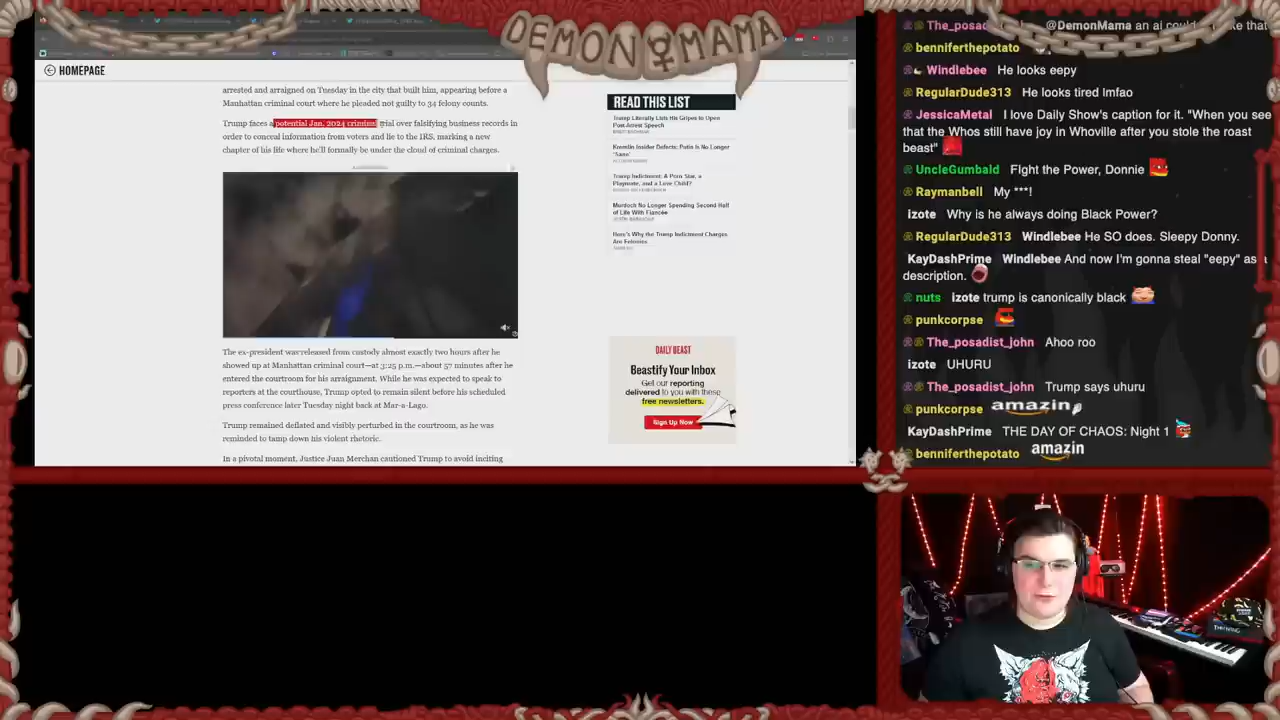 DEMON MAMA
HOMEPAGE
arrested and arraigned on Tuesday in the city that built him, appearing before a
Manhattan criminal court where he pleaded not guilty to 34 felony counts.
Trump faces a potential Jan. 2024 criminal trial over falsifying business records in
order to conceal information from voters and lie to the IRS, marking a new
chapter of his life where he'll formally be under the cloud of criminal charges.
The ex-president was released from custody almost exactly two hours after he
showed up at Manhattan criminal court—at 3:25 p.m.—about 57 minutes after he
entered the courtroom for his arraignment. While he was expected to speak to
reporters at the courthouse, Trump opted to remain silent before his scheduled
press conference later Tuesday night back at Mar-a-Lago.
Trump remained deflated and visibly perturbed in the courtroom, as he was
reminded to tamp down his violent rhetoric.
In a pivotal moment, Justice Juan Merchan cautioned Trump to avoid inciting
READ THIS LIST
Trump Literally Lists His Gripes to Open
Post-Arrest Speech
Kremlin Insider Defects: Putin Is No Longer
'Sane'
Trump Indictment: A Porn Star, a
Playmate, and a Love Child?
Murdoch No Longer Spending Second Half
of Life With Fiancée
Here's Why the Trump Indictment Charges
Are Felonies
DAILY BEAST
Beastify Your Inbox
Get our reporting
delivered to you with these
free newsletters.
Sign Up Now
The_posada @DemonMama an ai could like that
benniferthepotato
Windlebee He looks eepy
RegularDude313 He looks tired lmfao
jessecuster85 "And you will know when you see
that the Whos still have joy in Whoville after you stole their
beast"
UncleGumbald FIght the Power, Donnie
RavenBell My ***!
izote Why is he always doing Black Power?
RegularDude313 Windlebee He is SO EEPS. Sleepy Donny.
KayDashPrime Windlebee And now I'm gonna steal "eepy" as
description.
nuts izote trump is canonically black
punkcorpse
The_posada_john Ahoo roo
izote UHURU
The_posada_john Trump says uhuru
punkcorpse amazin
KayDashPrime THE DAY OF CHAOS: Night 1
bennimthepotato amazin